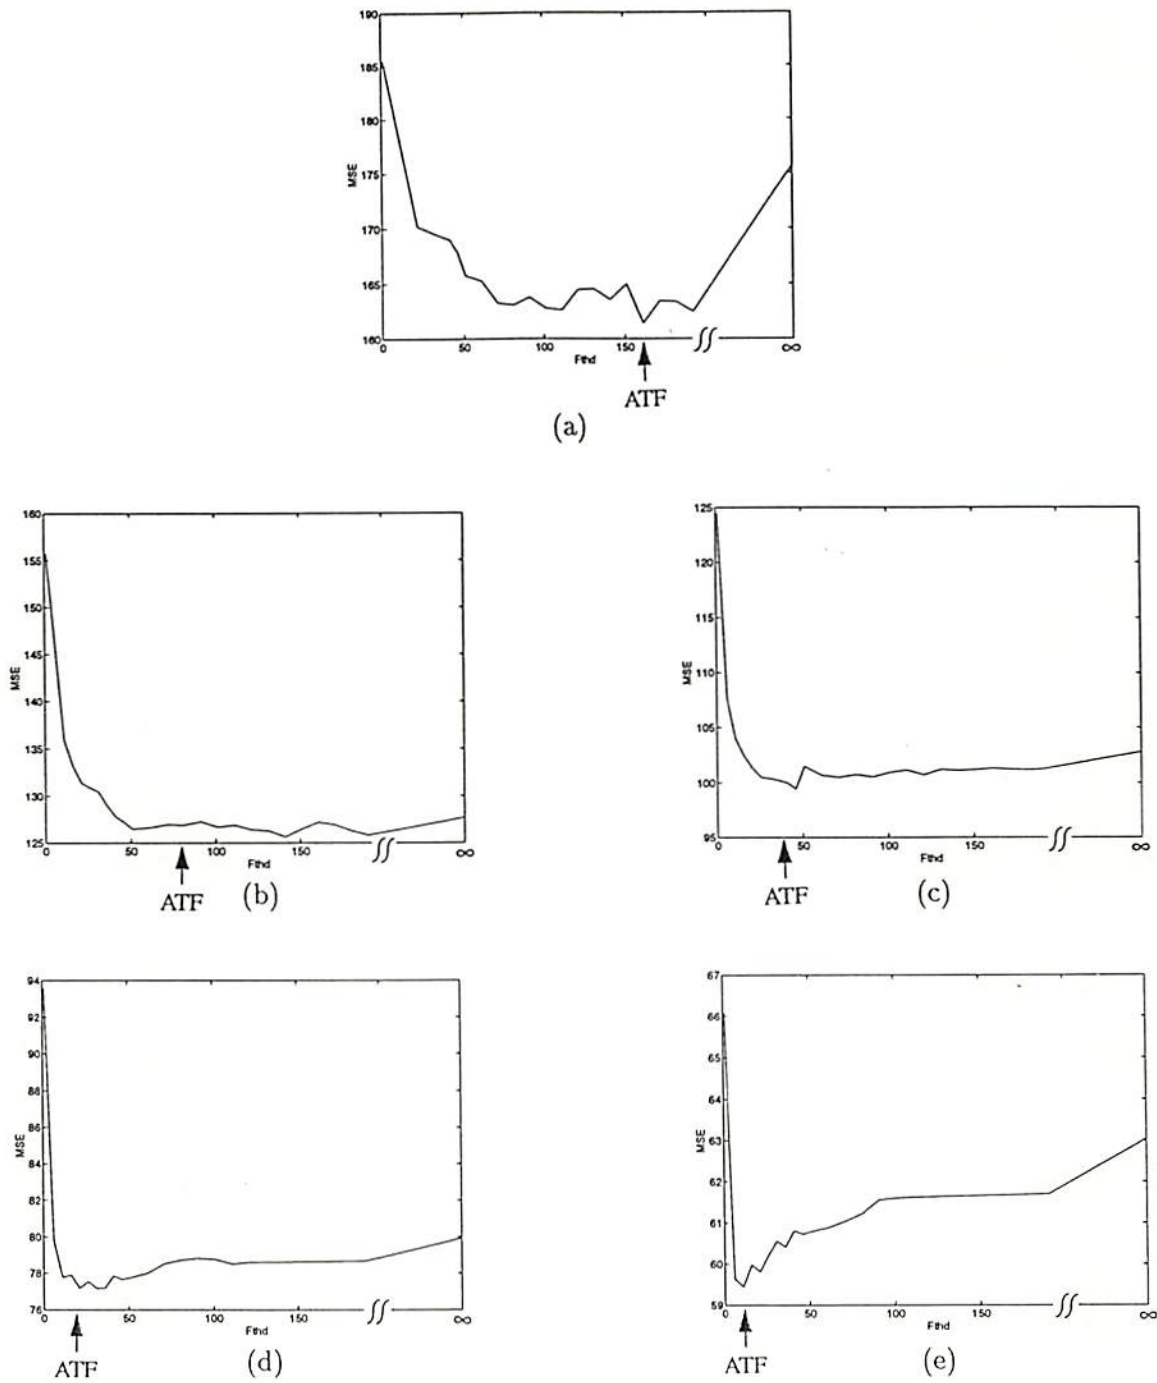 190
185
180
175
170
165
160
MSE
0 50 100 150 ∞
Fthd
ATF
(a)
160
155
150
145
140
135
130
125
MSE
0 50 100 150 ∞
Fthd
ATF
(b)
125
120
115
110
105
100
95
MSE
0 50 100 150 ∞
Fthd
ATF
(c)
94
92
90
88
86
84
82
80
78
76
MSE
0 50 100 150 ∞
Fthd
ATF
(d)
67
66
65
64
63
62
61
60
59
MSE
0 50 100 150 ∞
Fthd
ATF
(e)